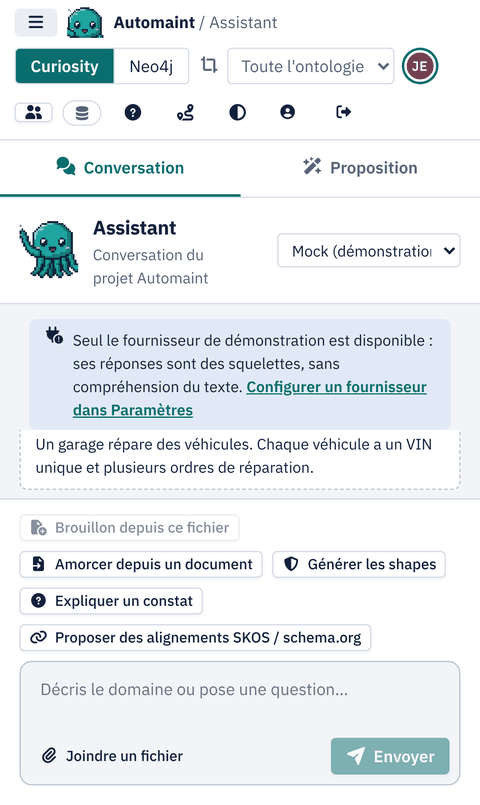 Automaint / Assistant
Curiosity Neo4j Toute l'ontologie JE
Conversation Proposition
Assistant
Conversation du
projet Automaint
Mock (démonstration
Seul le fournisseur de démonstration est disponible :
ses réponses sont des squelettes, sans
compréhension du texte. Configurer un fournisseur
dans Paramètres
Un garage répare des véhicules. Chaque véhicule a un VIN
unique et plusieurs ordres de réparation.
Brouillon depuis ce fichier
Amorcer depuis un document Générer les shapes
Expliquer un constat
Proposer des alignements SKOS / schema.org
Décris le domaine ou pose une question...
Joindre un fichier Envoyer